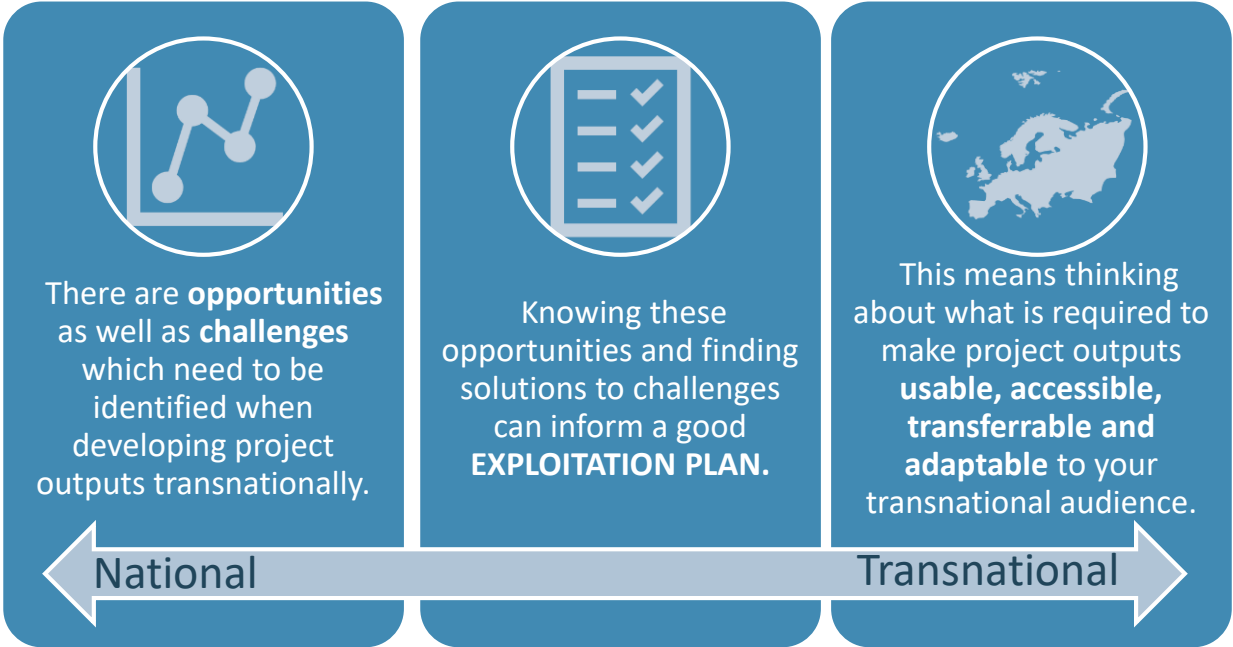 There are opportunities
as well as challenges
which need to be
identified when
developing project
outputs transnationally.
Knowing these
opportunities and finding
solutions to challenges
can inform a good
EXPLOITATION PLAN.
This means thinking
about what is required to
make project outputs
usable, accessible,
transferrable and
adaptable to your
transnational audience.
National
Transnational